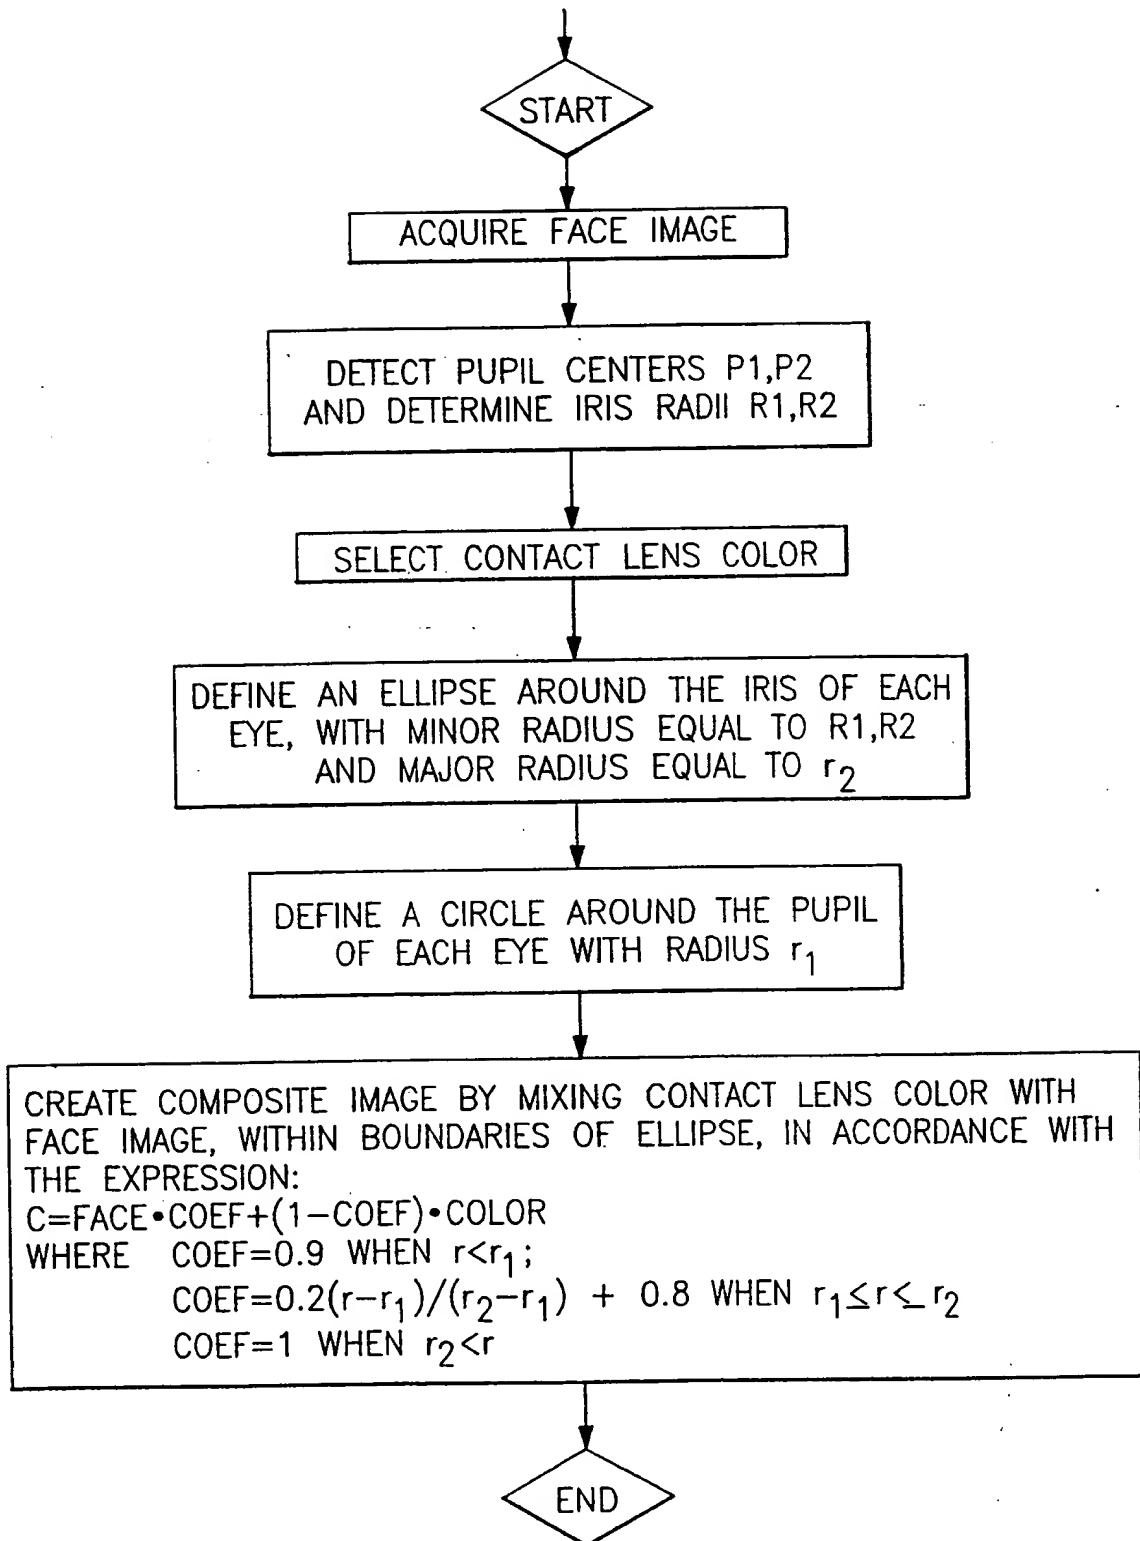 START
ACQUIRE FACE IMAGE
DETECT PUPIL CENTERS P1,P2
AND DETERMINE IRIS RADII R1,R2
SELECT CONTACT LENS COLOR
DEFINE AN ELLIPSE AROUND THE IRIS OF EACH
EYE, WITH MINOR RADIUS EQUAL TO R1,R2
AND MAJOR RADIUS EQUAL TO r₂
DEFINE A CIRCLE AROUND THE PUPIL
OF EACH EYE WITH RADIUS r₁
CREATE COMPOSITE IMAGE BY MIXING CONTACT LENS COLOR WITH
FACE IMAGE, WITHIN BOUNDARIES OF ELLIPSE, IN ACCORDANCE WITH
THE EXPRESSION:
C=FACE•COEF+(1-COEF)•COLOR
WHERE COEF=0.9 WHEN r<r₁;
COEF=0.2(r-r₁)/(r₂-r₁) + 0.8 WHEN r₁≤r≤r₂
COEF=1 WHEN r₂<r
END